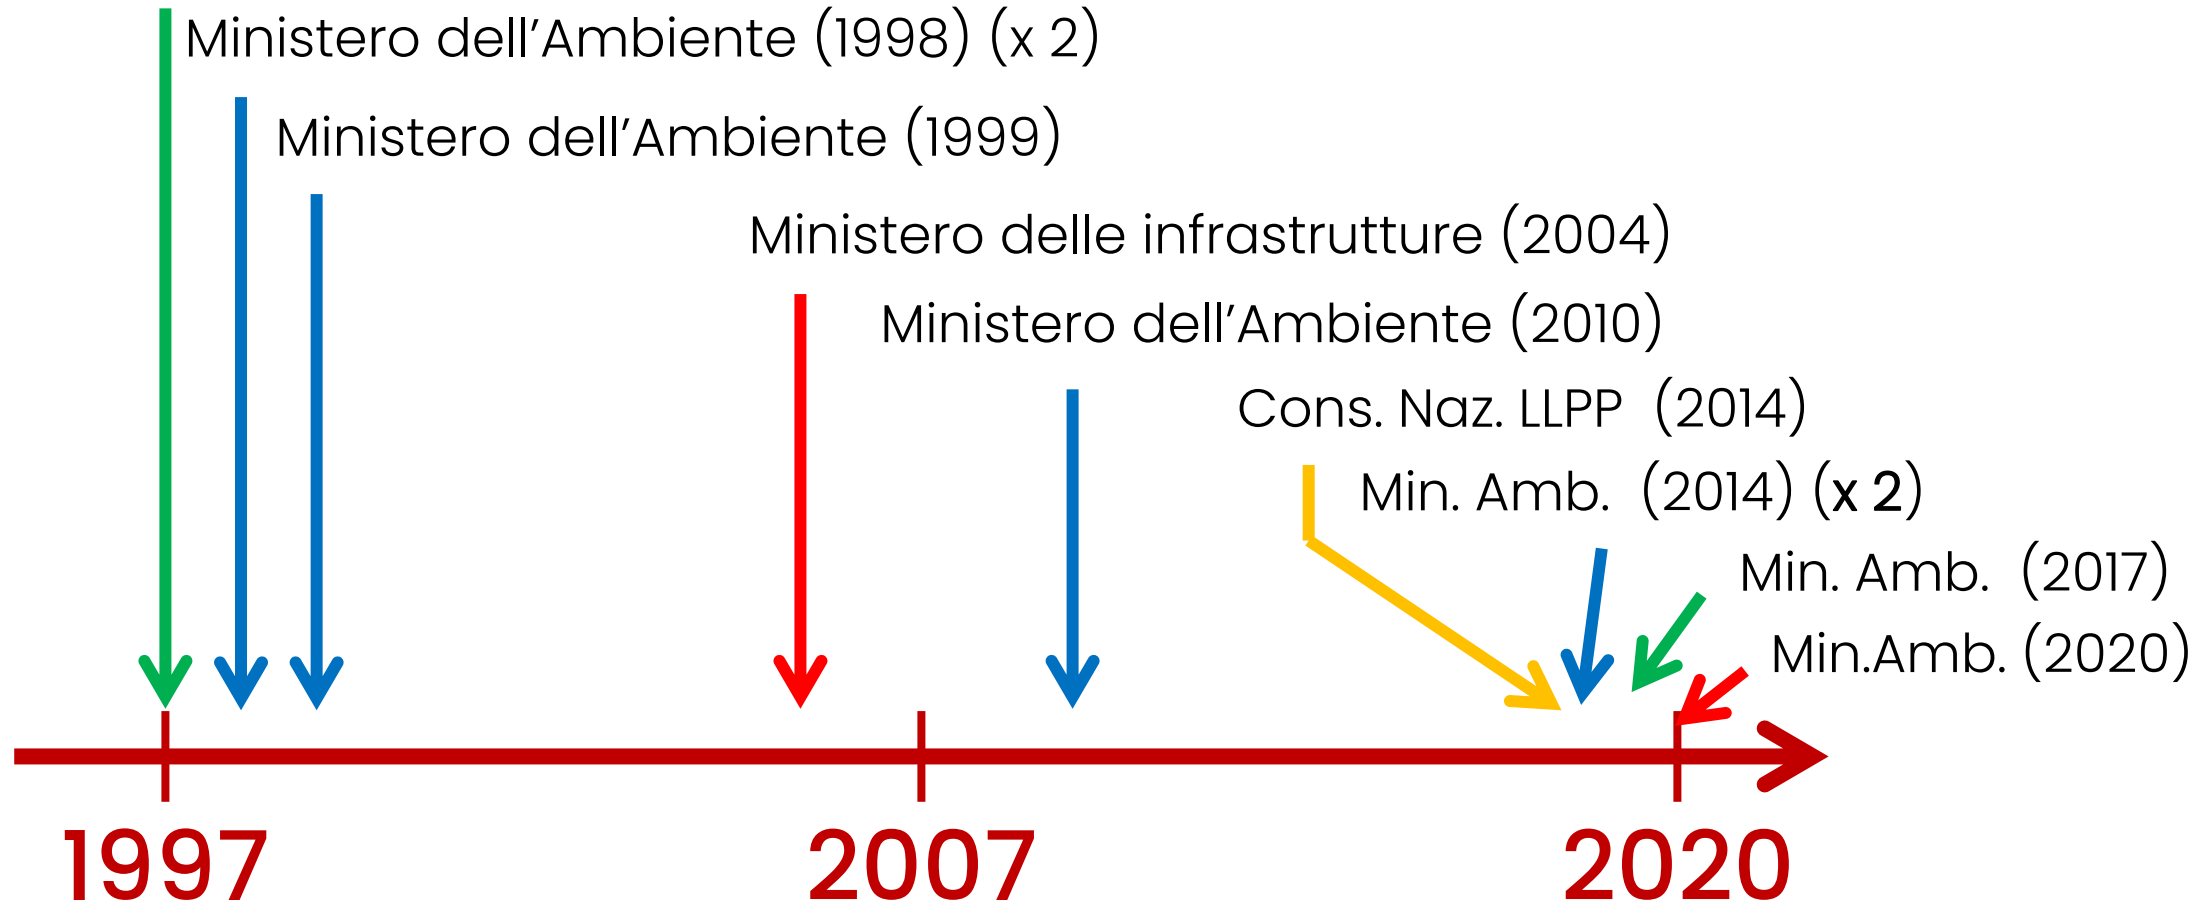 Ministero dell’Ambiente (1998) (x 2)
Ministero dell’Ambiente (1999)
Ministero delle infrastrutture (2004)
Ministero dell’Ambiente (2010)
Cons. Naz. LLPP (2014)
Min. Amb. (2014) (x 2)
Min. Amb. (2017)
Min.Amb. (2020)
1997 2007 2020